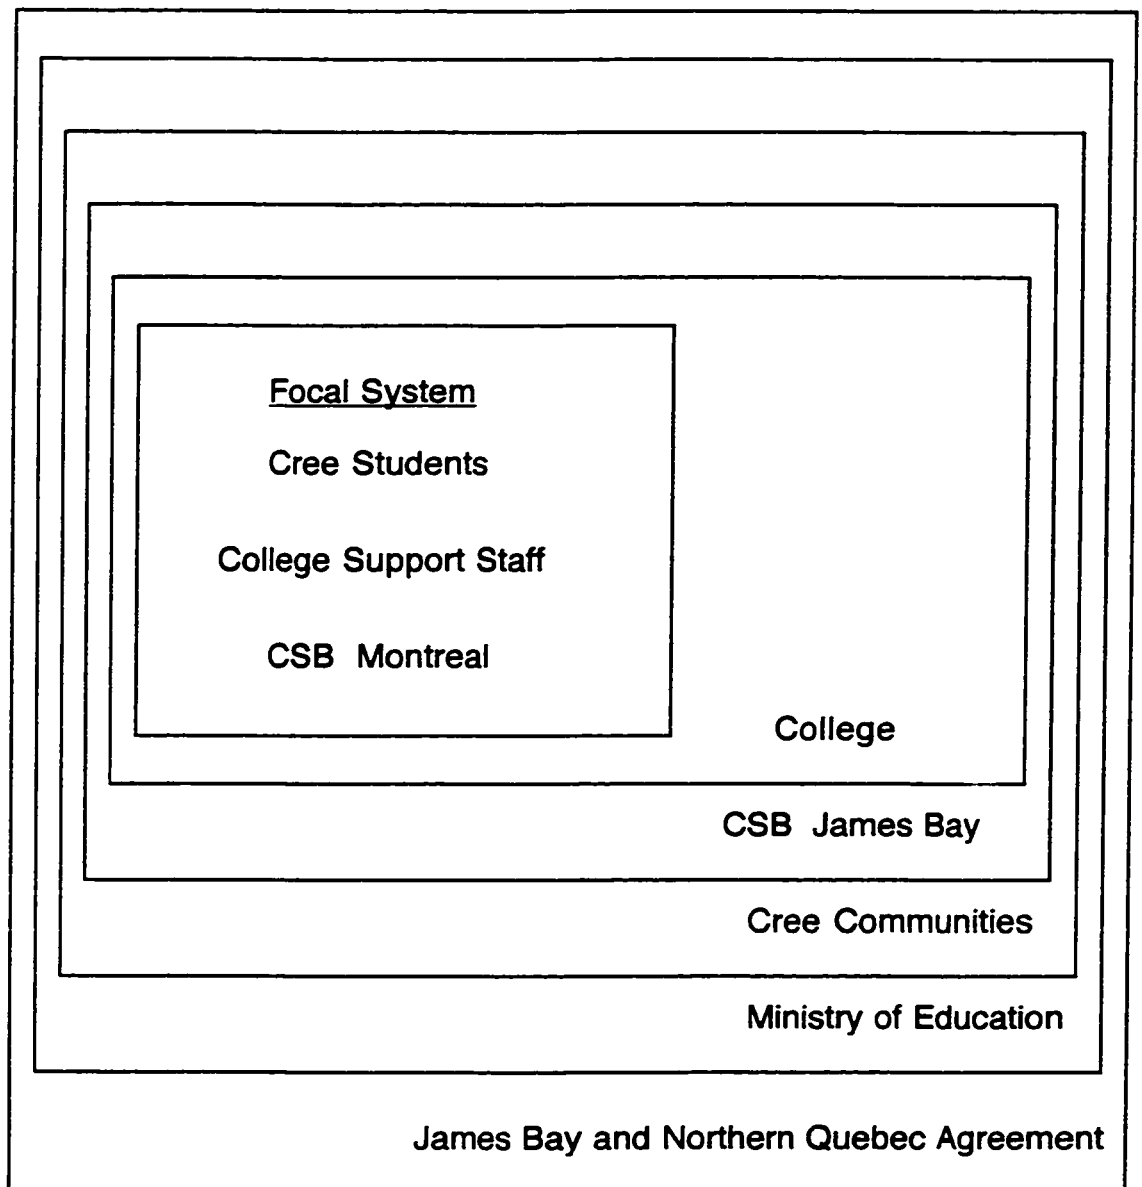 Focal System
Cree Students
College Support Staff
CSB Montreal
College
CSB James Bay
Cree Communities
Ministry of Education
James Bay and Northern Quebec Agreement